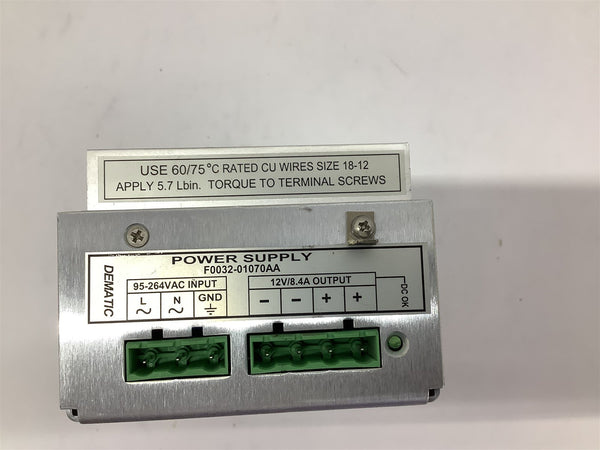 USE 60/75°C RATED CU WIRES SIZE 18-12
APPLY 5.7 Lbin. TORQUE TO TERMINAL SCREWS
POWER SUPPLY
F0032-01070AA
DEMATIC
95-264VAC INPUT
12V/8.4A OUTPUT
L N GND
~ ~ ⏚
– – + +
DC OK